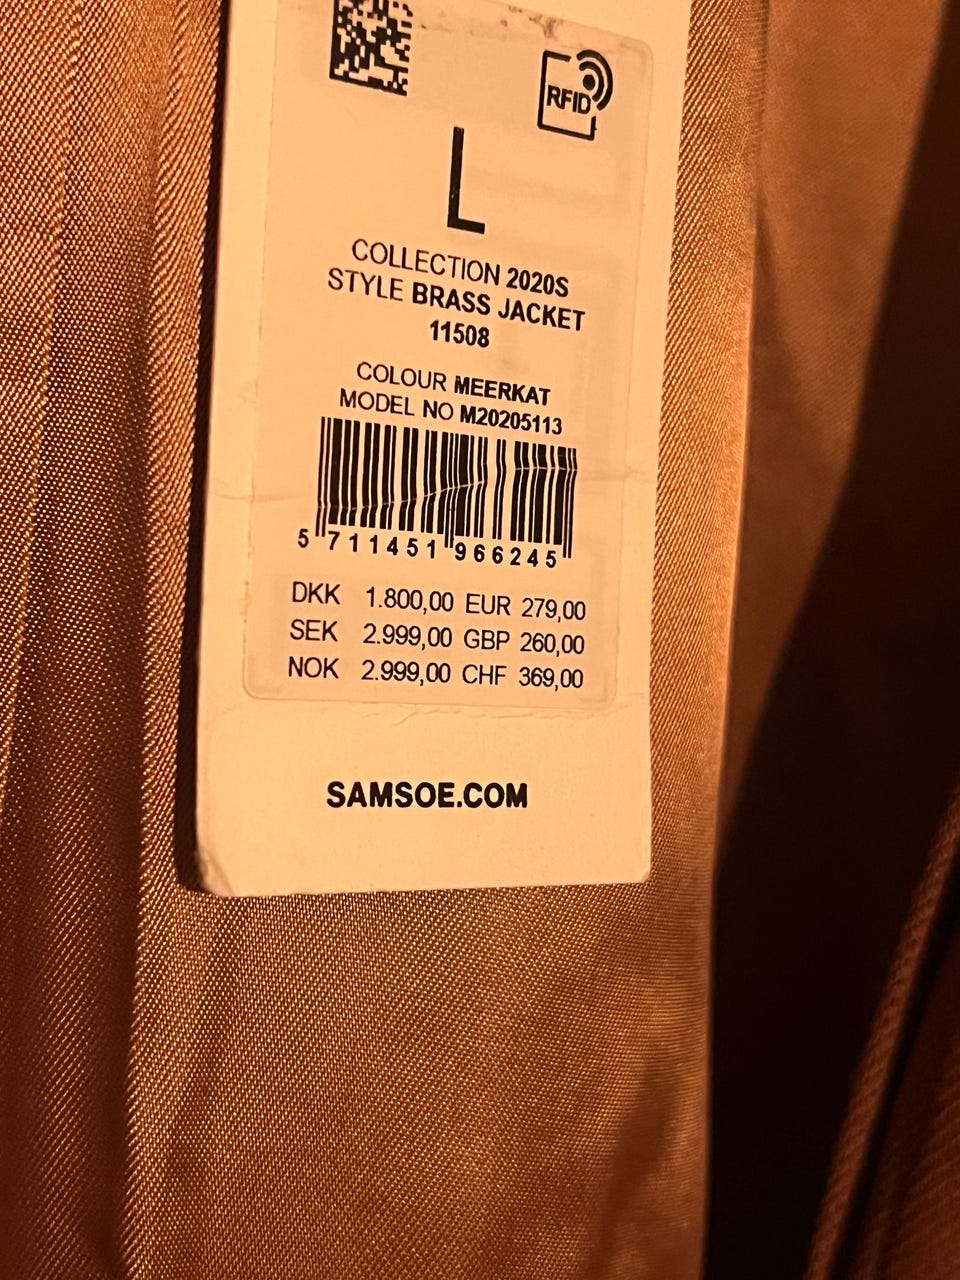 RFID
L
COLLECTION 2020S
STYLE BRASS JACKET
11508
COLOUR MEERKAT
MODEL NO M20205113
5 711451 966245
DKK 1.800,00 EUR 279,00
SEK 2.999,00 GBP 260,00
NOK 2.999,00 CHF 369,00
SAMSOE.COM